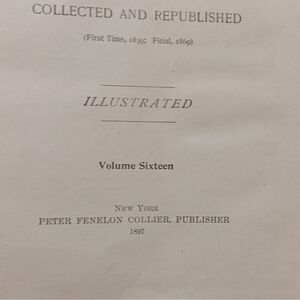 COLLECTED AND REPUBLISHED
(First Time, 1839; Final, 1869)
ILLUSTRATED
Volume Sixteen
NEW YORK
PETER FENELON COLLIER, PUBLISHER
1897